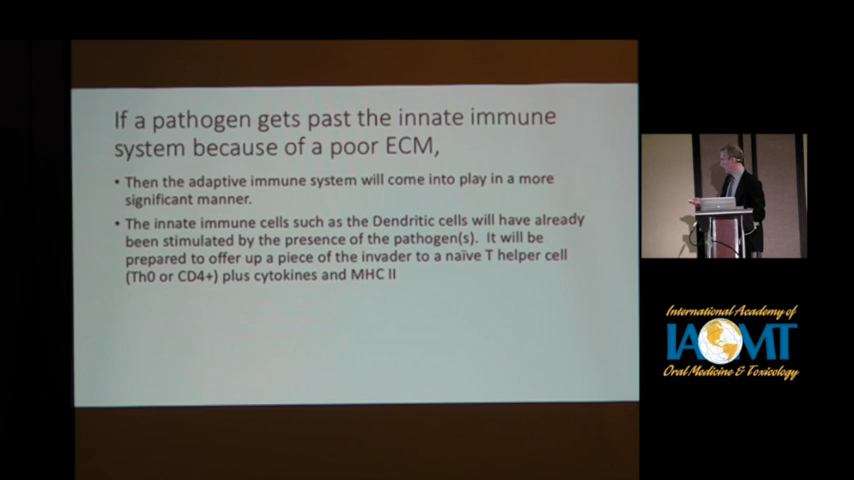 If a pathogen gets past the innate immune
system because of a poor ECM,
• Then the adaptive immune system will come into play in a more
significant manner.
• The innate immune cells such as the Dendritic cells will have already
been stimulated by the presence of the pathogen(s). It will be
prepared to offer up a piece of the invader to a naïve T helper cell
(Th0 or CD4+) plus cytokines and MHC II
International Academy of
IAOMT
Oral Medicine & Toxicology